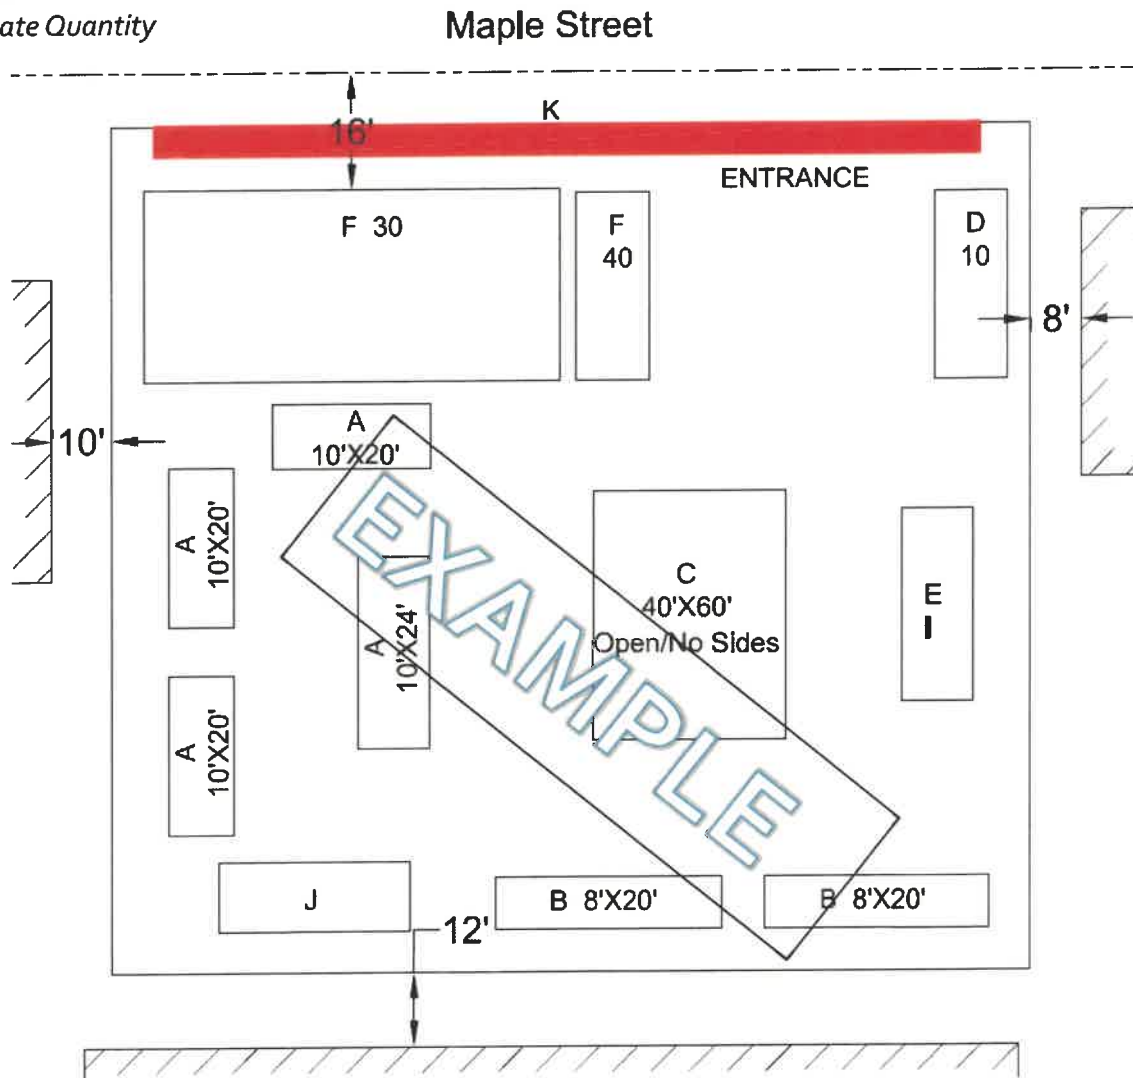 ate Quantity
Maple Street
K
16'
ENTRANCE
F 30
F
40
D
10
8'
10'
A
10'X20'
A
10'X20'
A
10'X24'
C
40'X60'
Open/No Sides
E
I
A
10'X20'
EXAMPLE
J
B 8'X20'
B 8'X20'
12'